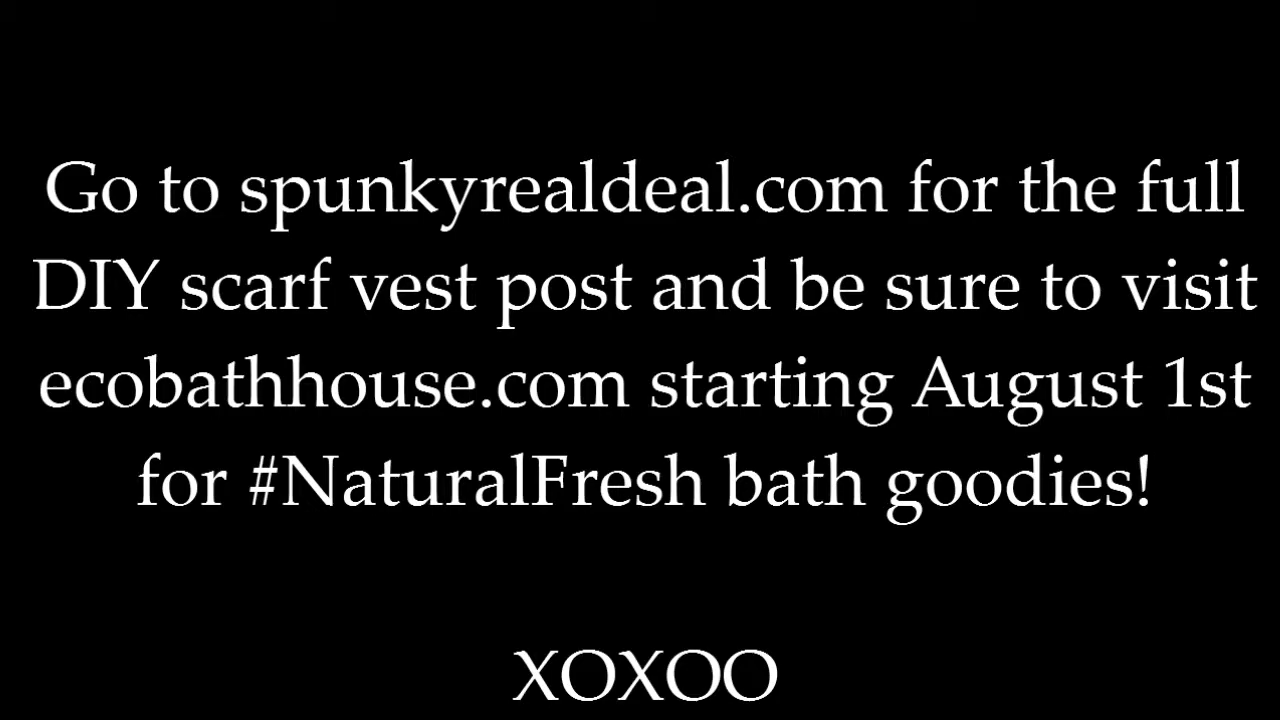 Go to spunkyrealdeal.com for the full
DIY scarf vest post and be sure to visit
ecobathhouse.com starting August 1st
for #NaturalFresh bath goodies!
XOXOO